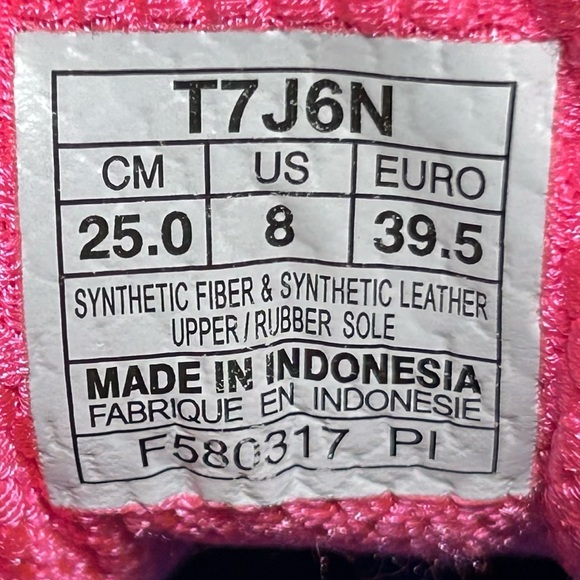 T7J6N
CM US EURO
25.0 8 39.5
SYNTHETIC FIBER & SYNTHETIC LEATHER
UPPER/RUBBER SOLE
MADE IN INDONESIA
FABRIQUE EN INDONESIE
F580317 PI